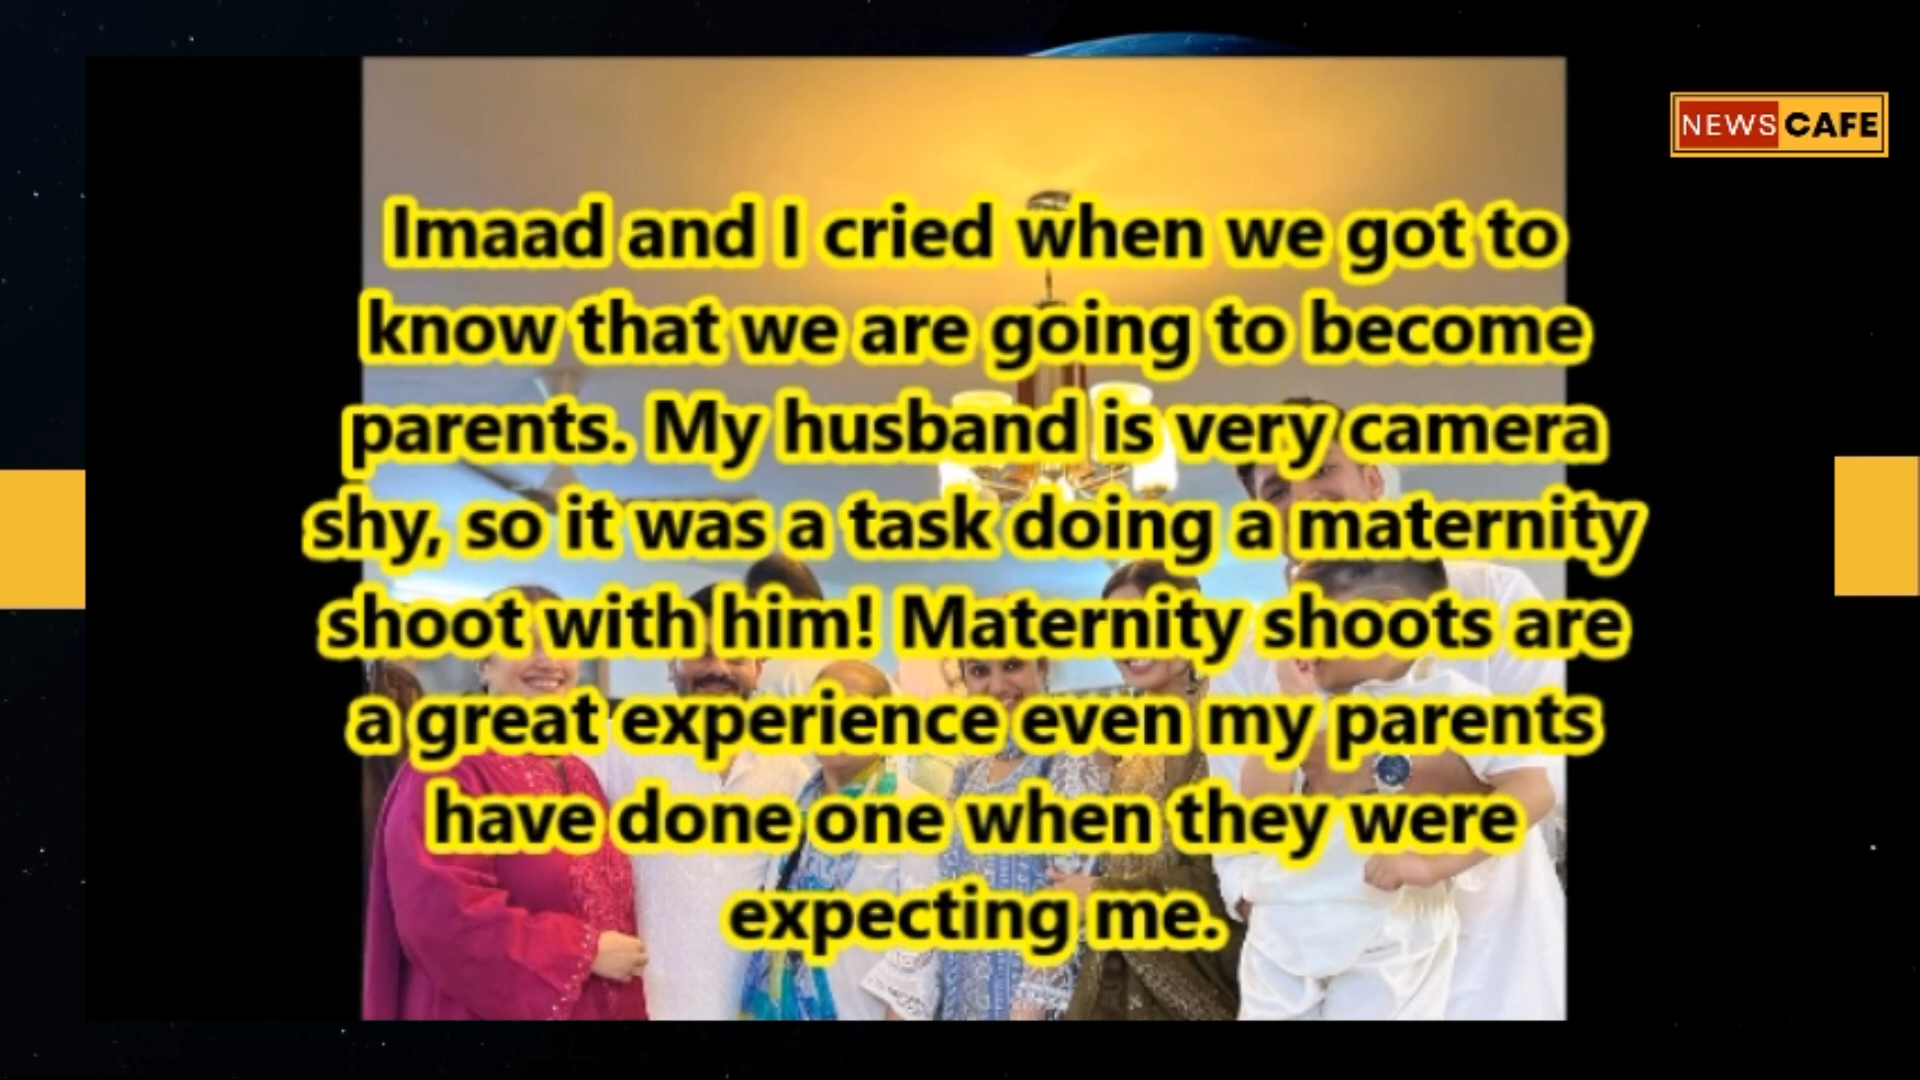 NEWS CAFE
Imaad and I cried when we got to
know that we are going to become
parents. My husband is very camera
shy, so it was a task doing a maternity
shoot with him! Maternity shoots are
a great experience even my parents
have done one when they were
expecting me.